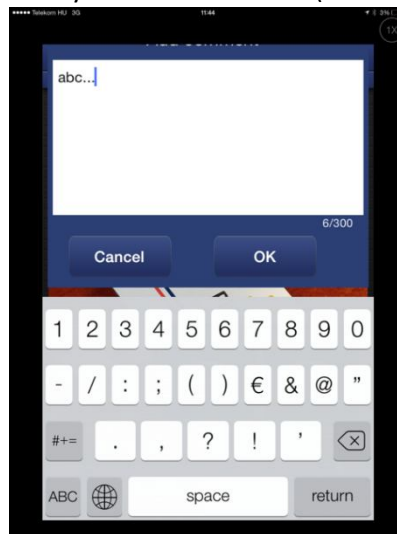 Telekom HU 3G 11:44 3%
1X
abc...
6/300
Cancel OK
1 2 3 4 5 6 7 8 9 0
- / : ; ( ) € & @ "
#+= . , ? ! '
ABC space return